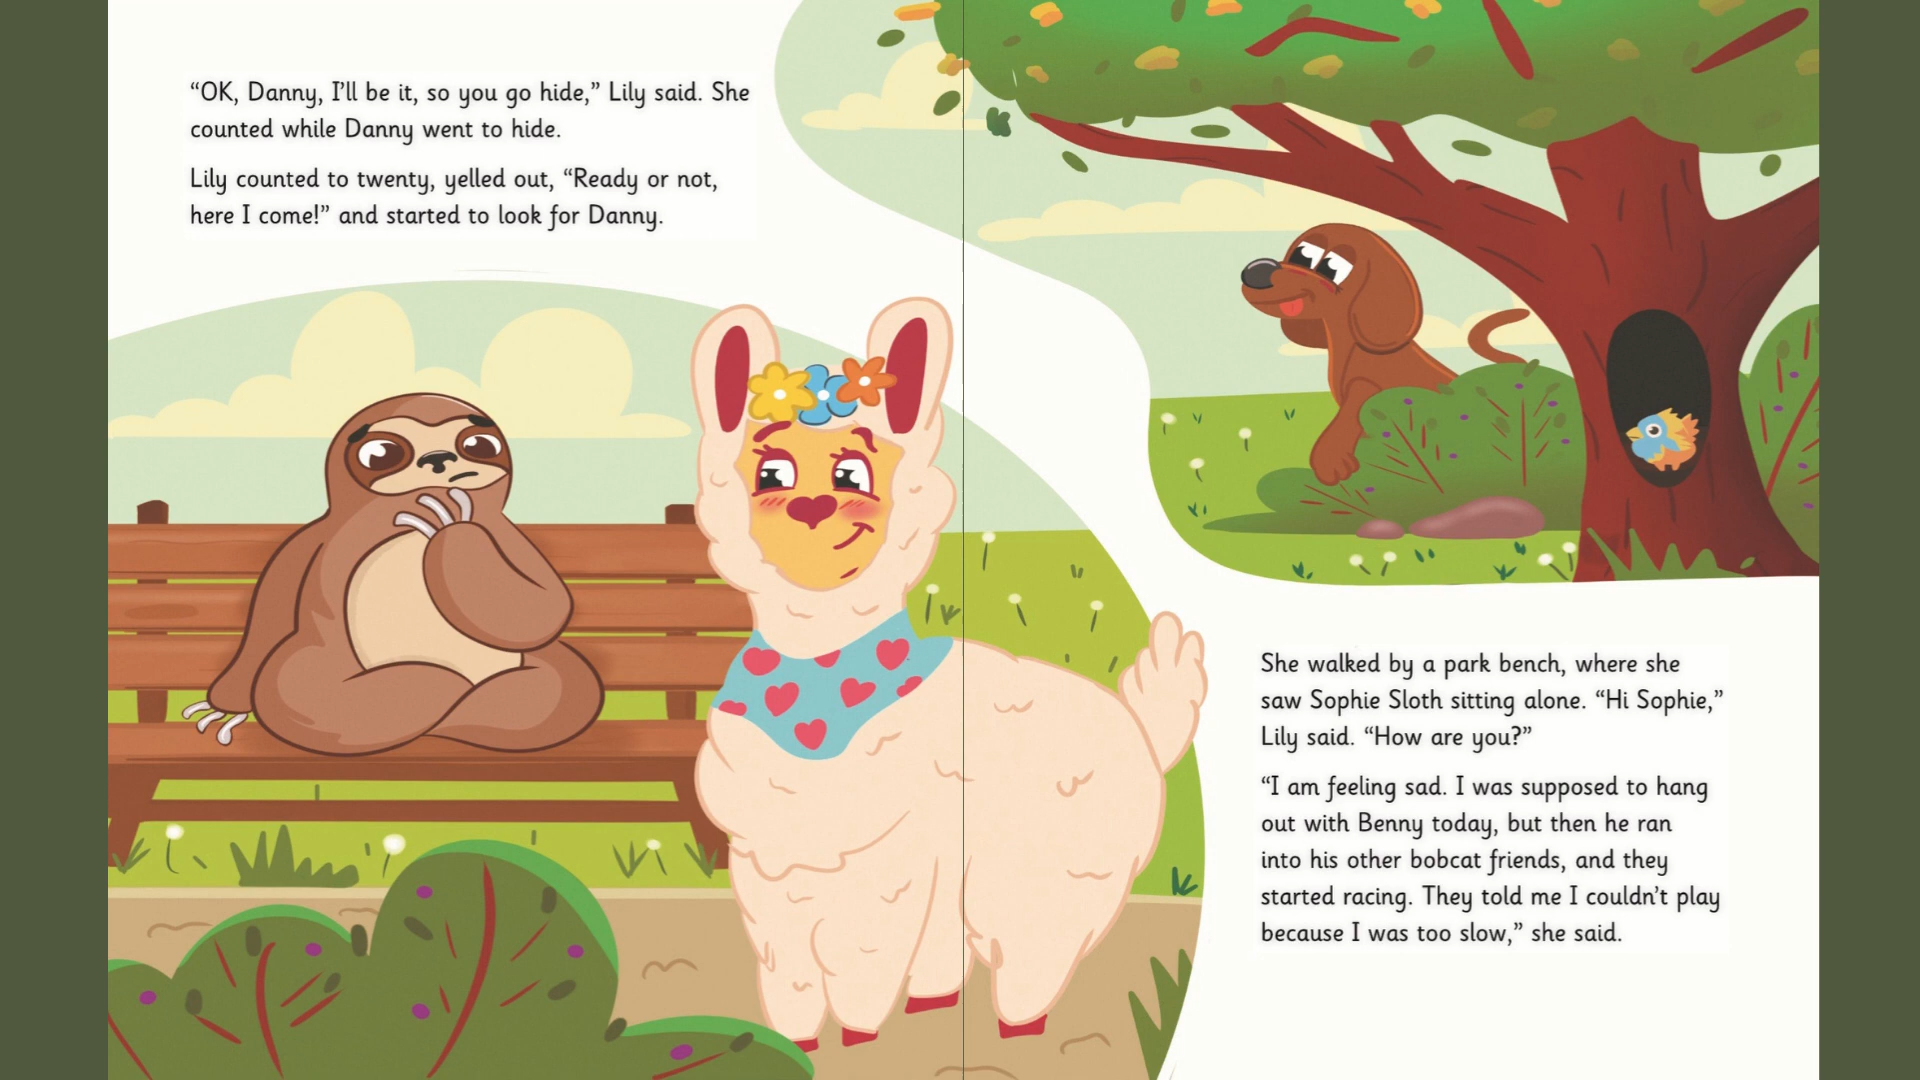 “OK, Danny, I’ll be it, so you go hide,” Lily said. She
counted while Danny went to hide.
Lily counted to twenty, yelled out, “Ready or not,
here I come!” and started to look for Danny.
She walked by a park bench, where she
saw Sophie Sloth sitting alone. “Hi Sophie,”
Lily said. “How are you?”
“I am feeling sad. I was supposed to hang
out with Benny today, but then he ran
into his other bobcat friends, and they
started racing. They told me I couldn’t play
because I was too slow,” she said.